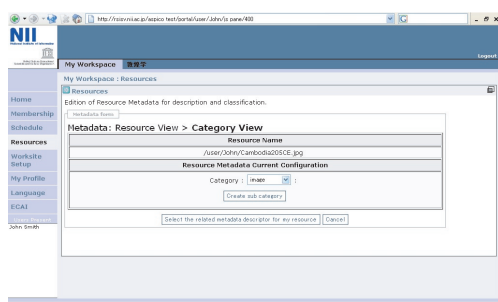 http://rsisv.nii.ac.jp/aspico test/portal/user/John/js pane/400
G
NII
Logout
My Workspace
My Workspace : Resources
Resources
Home
Membership
Schedule
Resources
Worksite Setup
My Profile
Language
ECAI
John Smith
Edition of Resource Metadata for description and classification.
Metadata forms
Metadata: Resource View > Category View
Resource Name
/user/John/Cambodia20SCE.jpg
Resource Metadata Current Configuration
Category : image :
Create sub category
Select the related metadata descriptor for my resource
Cancel